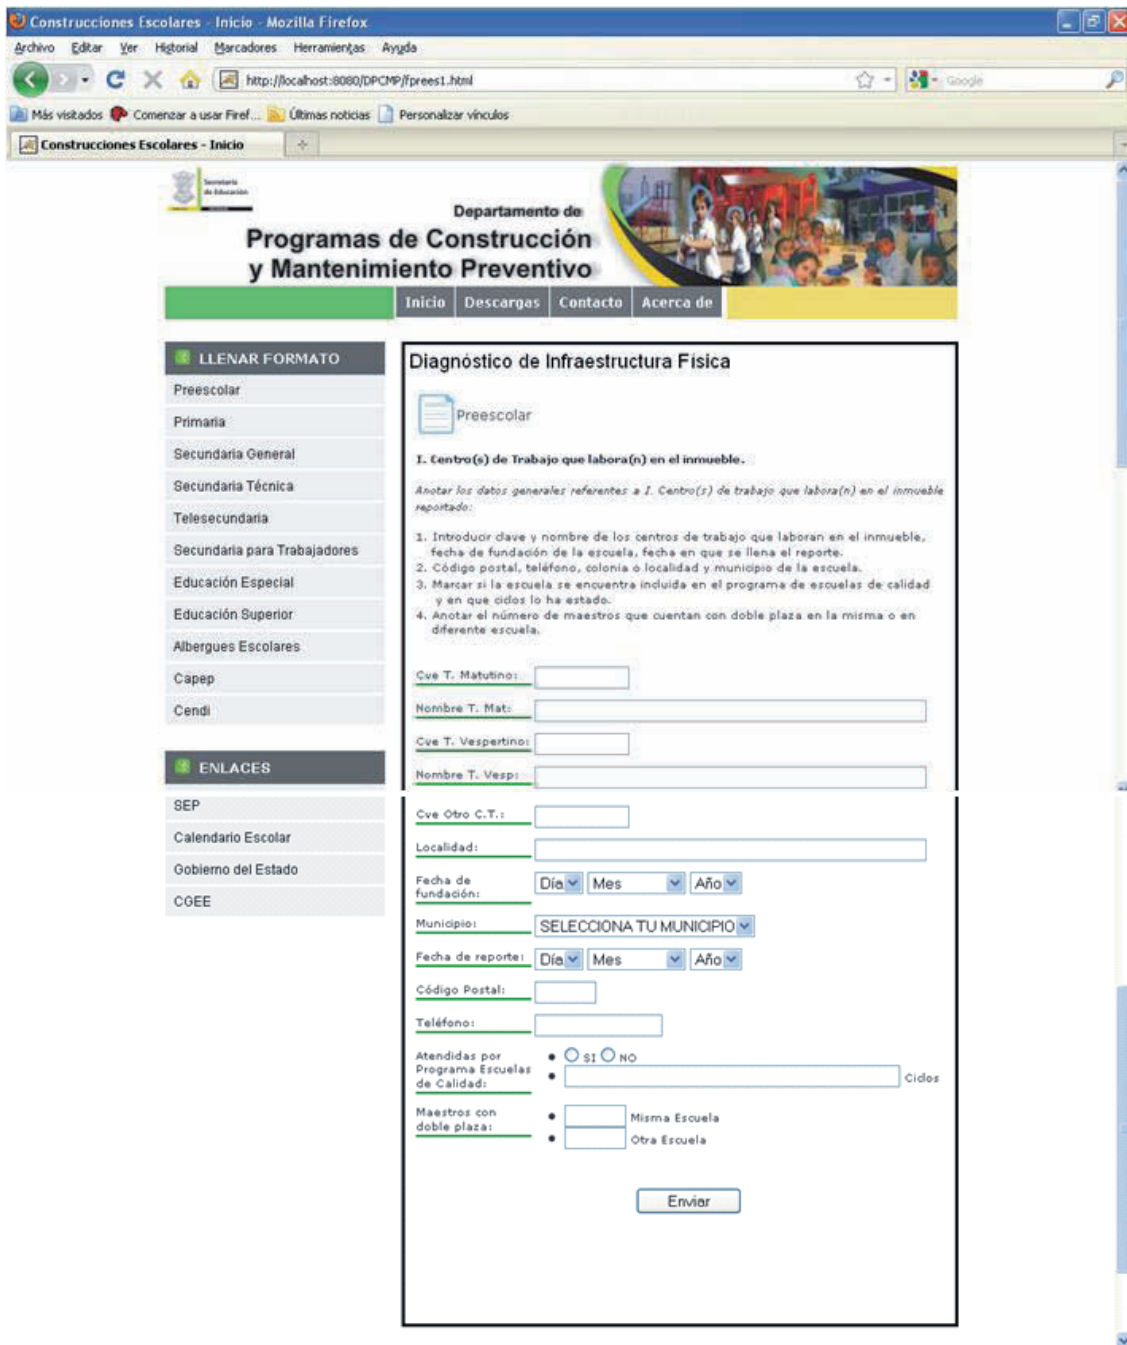 Construcciones Escolares - Inicio - Mozilla Firefox
Archivo Editar Ver Historial Marcadores Herramientas Ayuda
http://localhost:8080/DPCMP/fprees1.html
Google
Más visitados Comenzar a usar Firef... Últimas noticias Personalizar vínculos
Construcciones Escolares - Inicio
Secretaría
de Educación
Departamento de
Programas de Construcción
y Mantenimiento Preventivo
Inicio Descargas Contacto Acerca de
LLENAR FORMATO
Preescolar
Primaria
Secundaria General
Secundaria Técnica
Telesecundaria
Secundaria para Trabajadores
Educación Especial
Educación Superior
Albergues Escolares
Capep
Cendi
ENLACES
SEP
Calendario Escolar
Gobierno del Estado
CGEE
Diagnóstico de Infraestructura Física
Preescolar
I. Centro(s) de Trabajo que labora(n) en el inmueble.
Anotar los datos generales referentes a I. Centro(s) de trabajo que labora(n) en el inmueble
reportado:
1. Introducir clave y nombre de los centros de trabajo que laboran en el inmueble,
fecha de fundación de la escuela, fecha en que se llena el reporte.
2. Código postal, teléfono, colonia o localidad y municipio de la escuela.
3. Marcar si la escuela se encuentra incluida en el programa de escuelas de calidad
y en que ciclos lo ha estado.
4. Anotar el número de maestros que cuentan con doble plaza en la misma o en
diferente escuela.
Cve T. Matutino:
Nombre T. Mat:
Cve T. Vespertino:
Nombre T. Vesp:
Cve Otro C.T.:
Localidad:
Fecha de
fundación:
Día Mes Año
Municipio:
SELECCIONA TU MUNICIPIO
Fecha de reporte: Día Mes Año
Código Postal:
Teléfono:
Atendidas por
Programa Escuelas
de Calidad:
SI NO
Ciclos
Maestros con
doble plaza:
Misma Escuela
Otra Escuela
Enviar